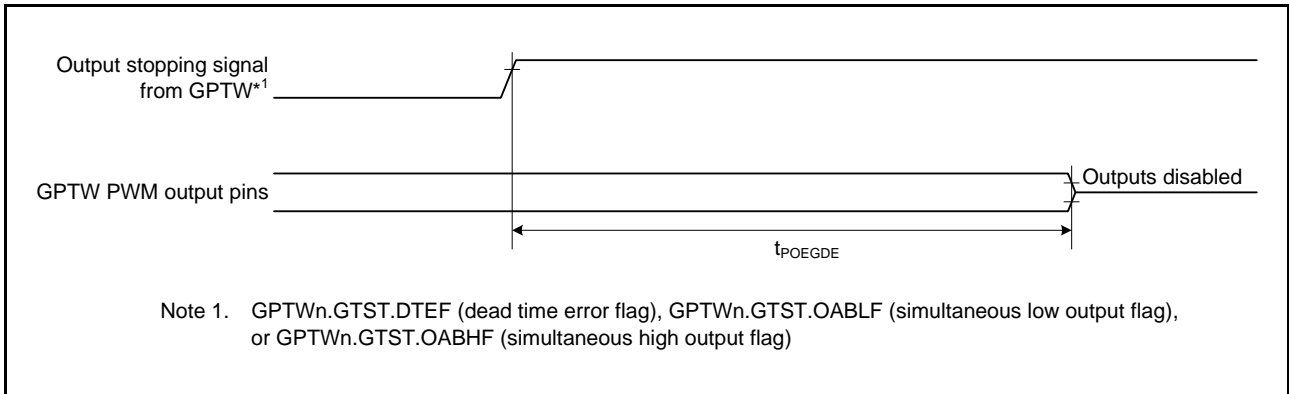 Output stopping signal
from GPTW*1
GPTW PWM output pins
Outputs disabled
tPOEGDE
Note 1. GPTWn.GTST.DTEF (dead time error flag), GPTWn.GTST.OABLF (simultaneous low output flag),
or GPTWn.GTST.OABHF (simultaneous high output flag)